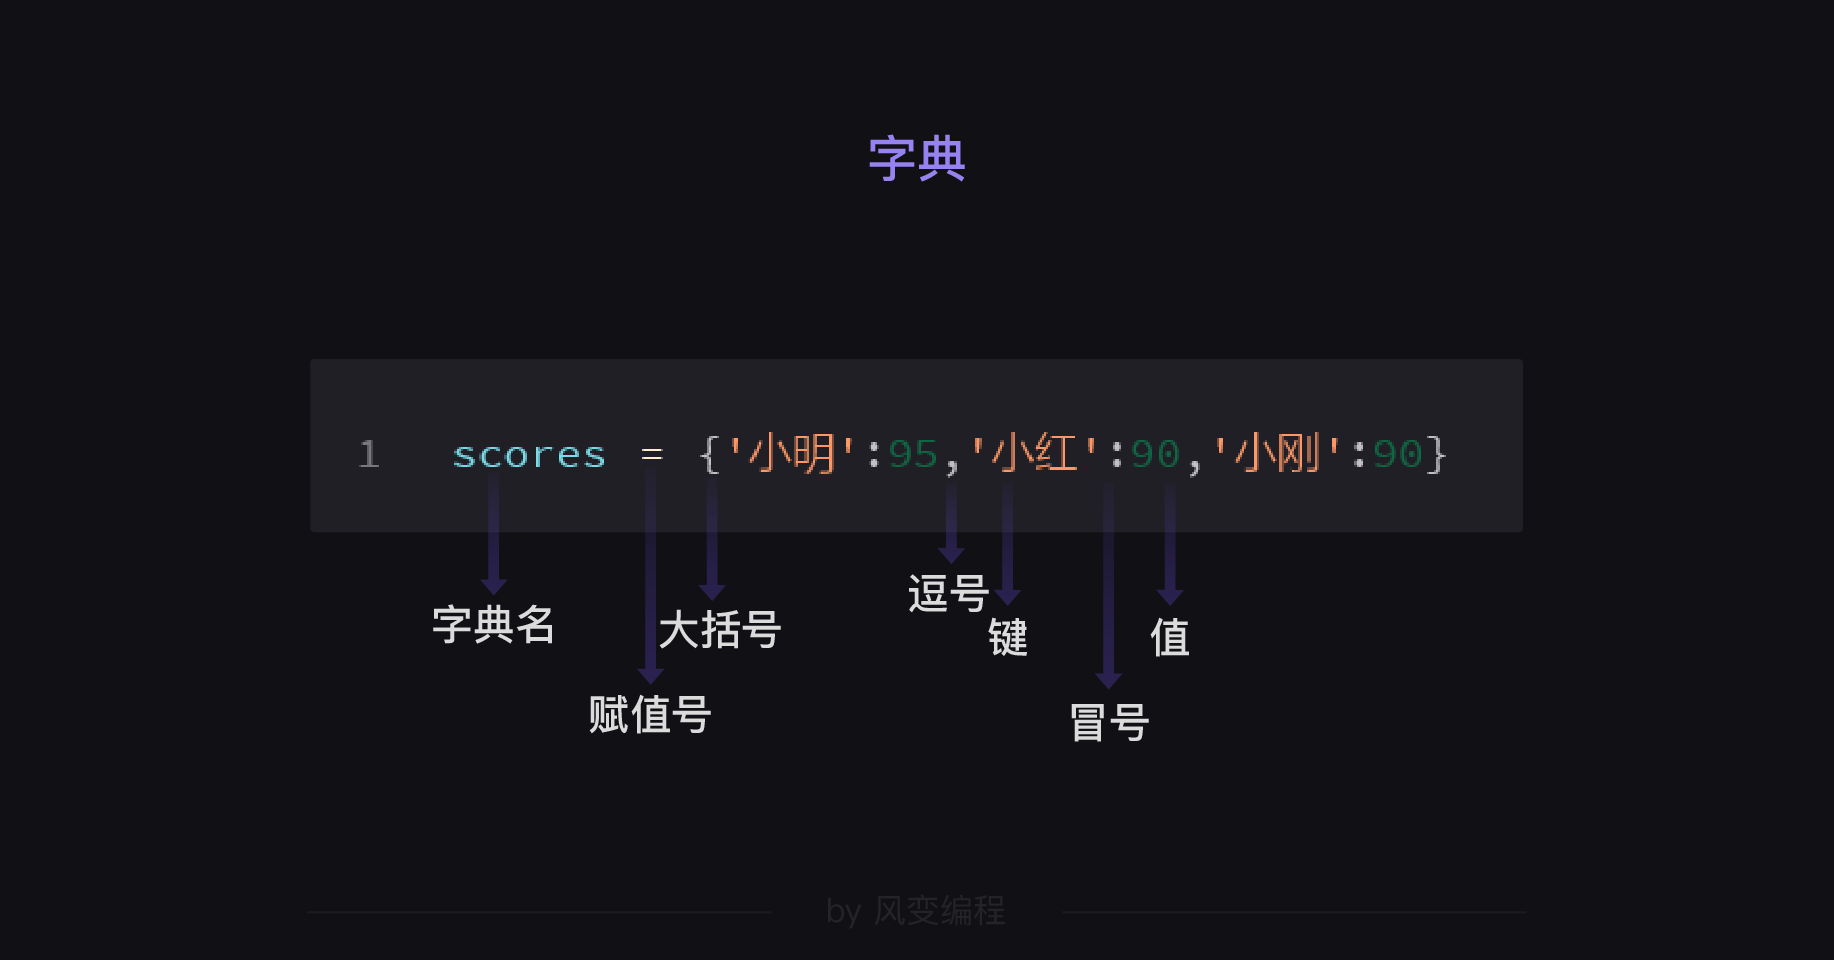 字典
1 scores = {'小明':95,'小红':90,'小刚':90}
逗号
字典名
大括号
键
值
赋值号
冒号
by 风变编程